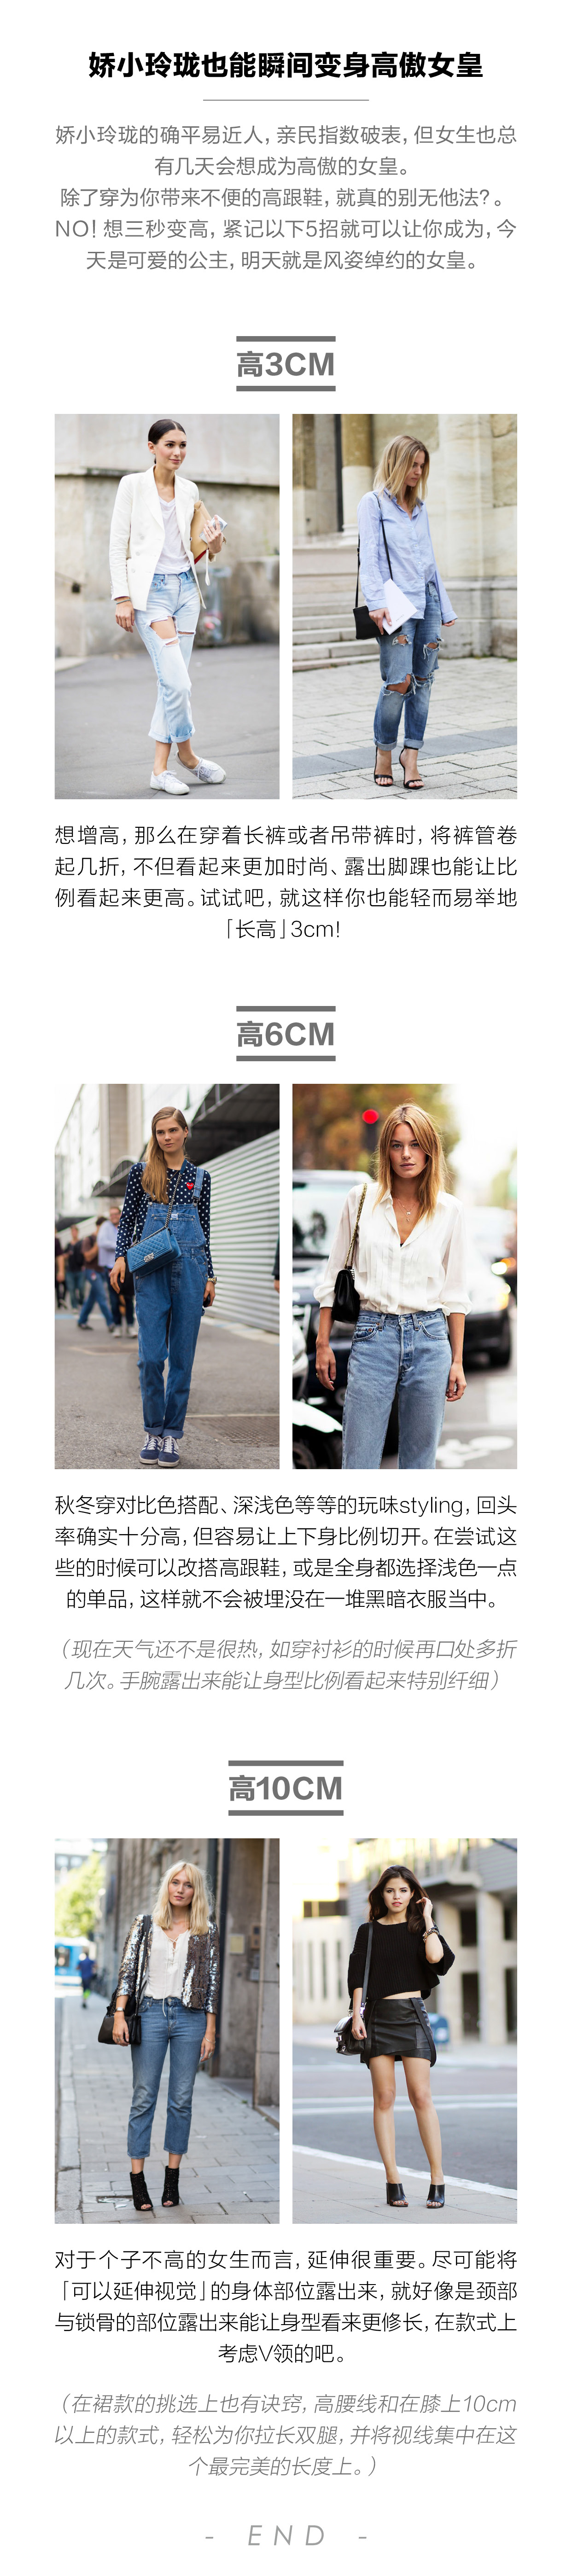 娇小玲珑也能瞬间变身高傲女皇
娇小玲珑的确平易近人，亲民指数破表，但女生也总
有几天会想成为高傲的女皇。
除了穿为你带来不便的高跟鞋，就真的别无他法？。
NO！想三秒变高，紧记以下5招就可以让你成为，今
天是可爱的公主，明天就是风姿绰约的女皇。
高3CM
想增高，那么在穿着长裤或者吊带裤时，将裤管卷
起几折，不但看起来更加时尚、露出脚踝也能让比
例看起来更高。试试吧，就这样你也能轻而易举地
「长高」3cm！
高6CM
秋冬穿对比色搭配、深浅色等等的玩味styling，回头
率确实十分高，但容易让上下身比例切开。在尝试这
些的时候可以改搭高跟鞋，或是全身都选择浅色一点
的单品，这样就不会被埋没在一堆黑暗衣服当中。
（现在天气还不是很热，如穿衬衫的时候再口处多折
几次。手腕露出来能让身型比例看起来特别纤细）
高10CM
对于个子不高的女生而言，延伸很重要。尽可能将
「可以延伸视觉」的身体部位露出来，就好像是颈部
与锁骨的部位露出来能让身型看来更修长，在款式上
考虑V领的吧。
（在裙款的挑选上也有诀窍，高腰线和在膝上10cm
以上的款式，轻松为你拉长双腿，并将视线集中在这
个最完美的长度上。）
- END -